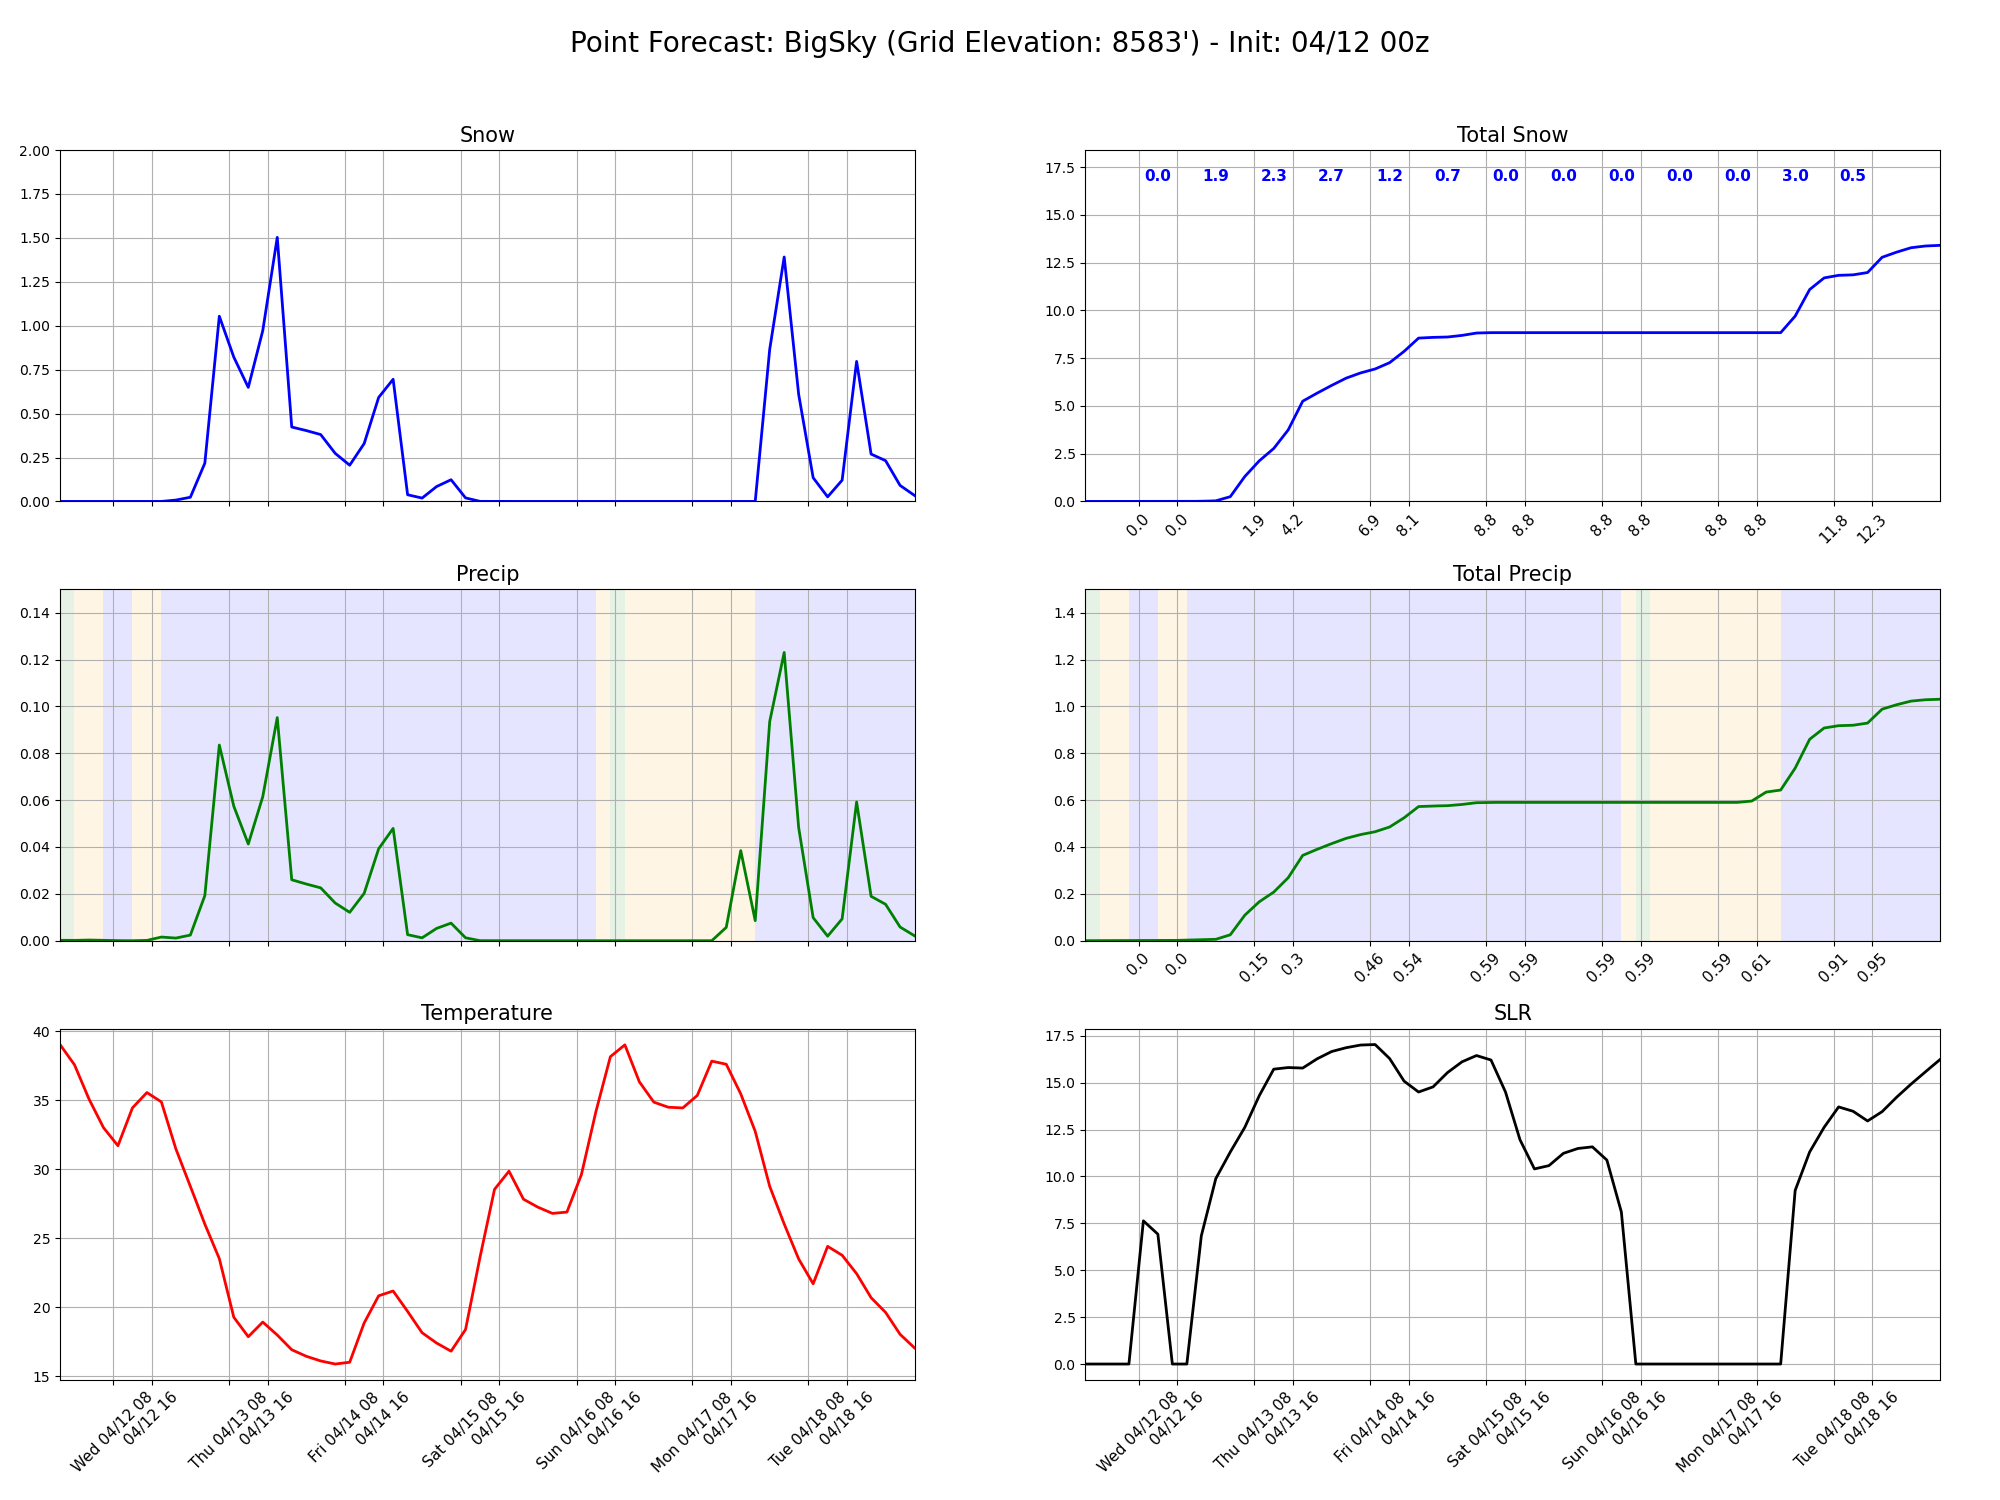 Point Forecast: BigSky (Grid Elevation: 8583') - Init: 04/12 00z
Snow
2.00
1.75
1.50
1.25
1.00
0.75
0.50
0.25
0.00
Total Snow
17.5
15.0
12.5
10.0
7.5
5.0
2.5
0.0
0.0 1.9 2.3 2.7 1.2 0.7 0.0 0.0 0.0 0.0 0.0 3.0 0.5
0.0 0.0 1.9 4.2 6.9 8.1 8.8 8.8 8.8 8.8 8.8 8.8 11.8 12.3
Precip
0.14
0.12
0.10
0.08
0.06
0.04
0.02
0.00
Total Precip
1.4
1.2
1.0
0.8
0.6
0.4
0.2
0.0
0.0 0.0 0.15 0.3 0.46 0.54 0.59 0.59 0.59 0.59 0.59 0.61 0.91 0.95
Temperature
40
35
30
25
20
15
Wed 04/12 08
04/12 16
Thu 04/13 08
04/13 16
Fri 04/14 08
04/14 16
Sat 04/15 08
04/15 16
Sun 04/16 08
04/16 16
Mon 04/17 08
04/17 16
Tue 04/18 08
04/18 16
SLR
17.5
15.0
12.5
10.0
7.5
5.0
2.5
0.0
Wed 04/12 08
04/12 16
Thu 04/13 08
04/13 16
Fri 04/14 08
04/14 16
Sat 04/15 08
04/15 16
Sun 04/16 08
04/16 16
Mon 04/17 08
04/17 16
Tue 04/18 08
04/18 16